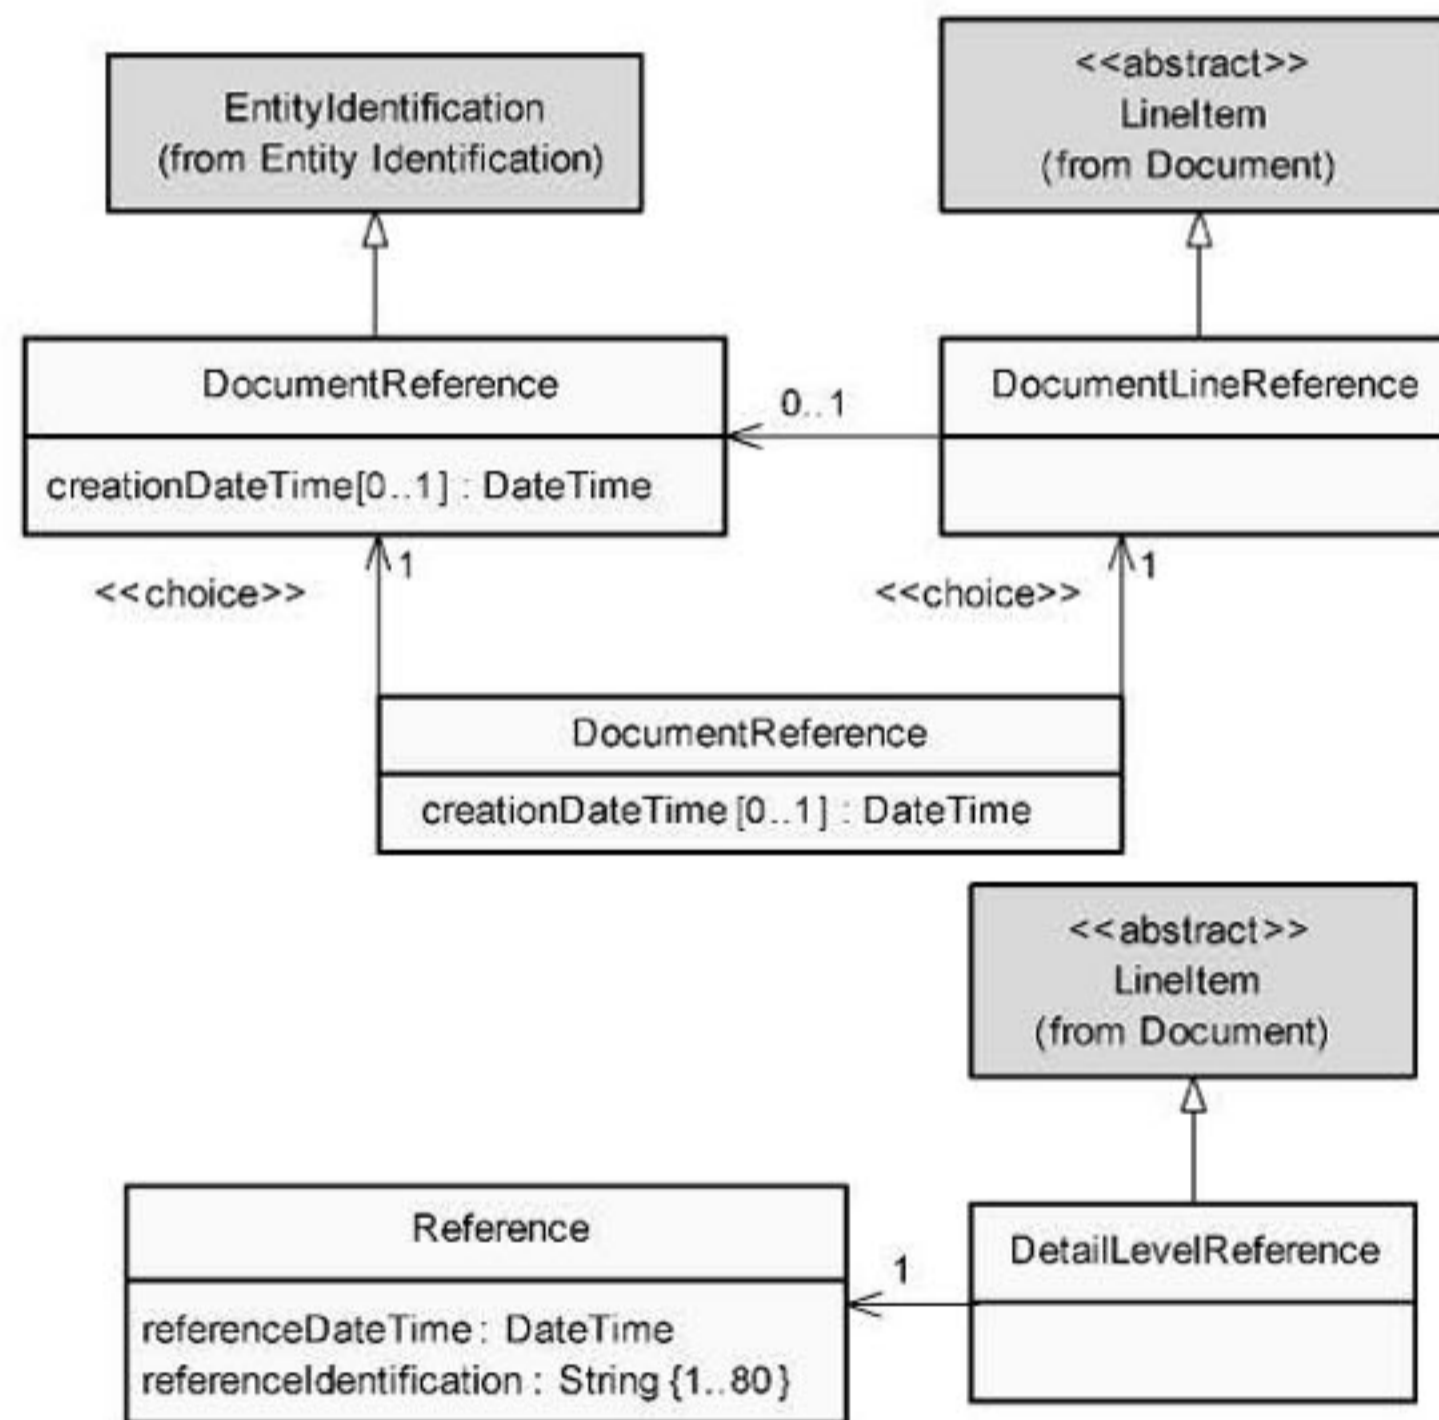 EntityIdentification
(from Entity Identification)
<<abstract>>
LineItem
(from Document)
DocumentReference
creationDateTime[0..1] : DateTime
0..1
DocumentLineReference
1
<<choice>>
1
<<choice>>
DocumentReference
creationDateTime [0..1] : DateTime
<<abstract>>
LineItem
(from Document)
Reference
referenceDateTime : DateTime
referenceIdentification : String {1..80}
1
DetailLevelReference